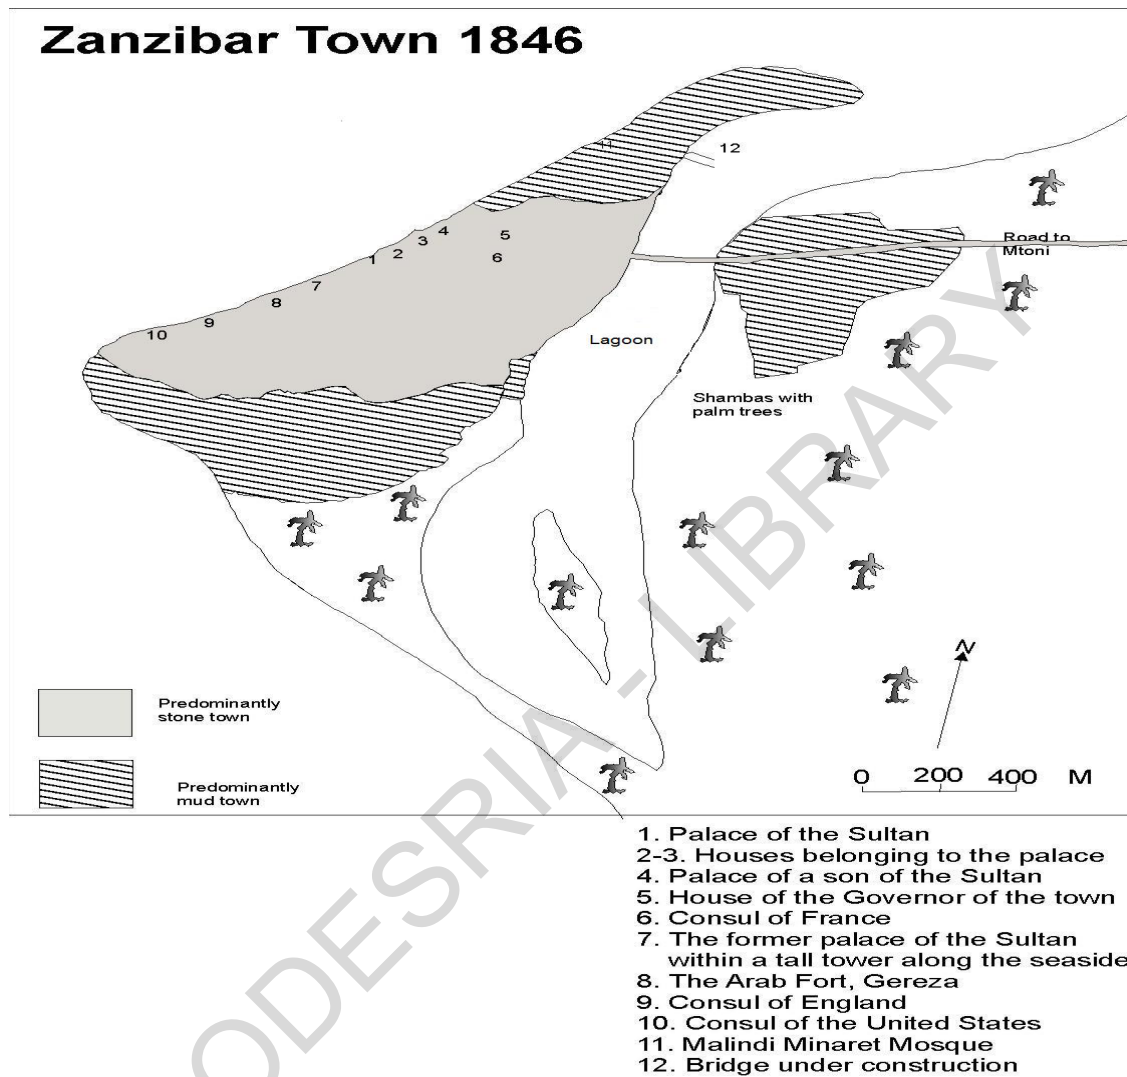 Zanzibar Town 1846
11
12
4
3
5
2
1
6
7
8
9
10
Road to
Mtoni
Lagoon
Shambas with
palm trees
N
Predominantly
stone town
Predominantly
mud town
0 200 400 M
1. Palace of the Sultan
2-3. Houses belonging to the palace
4. Palace of a son of the Sultan
5. House of the Governor of the town
6. Consul of France
7. The former palace of the Sultan
within a tall tower along the seaside
8. The Arab Fort, Gereza
9. Consul of England
10. Consul of the United States
11. Malindi Minaret Mosque
12. Bridge under construction
ODESRIA - LIBRARY